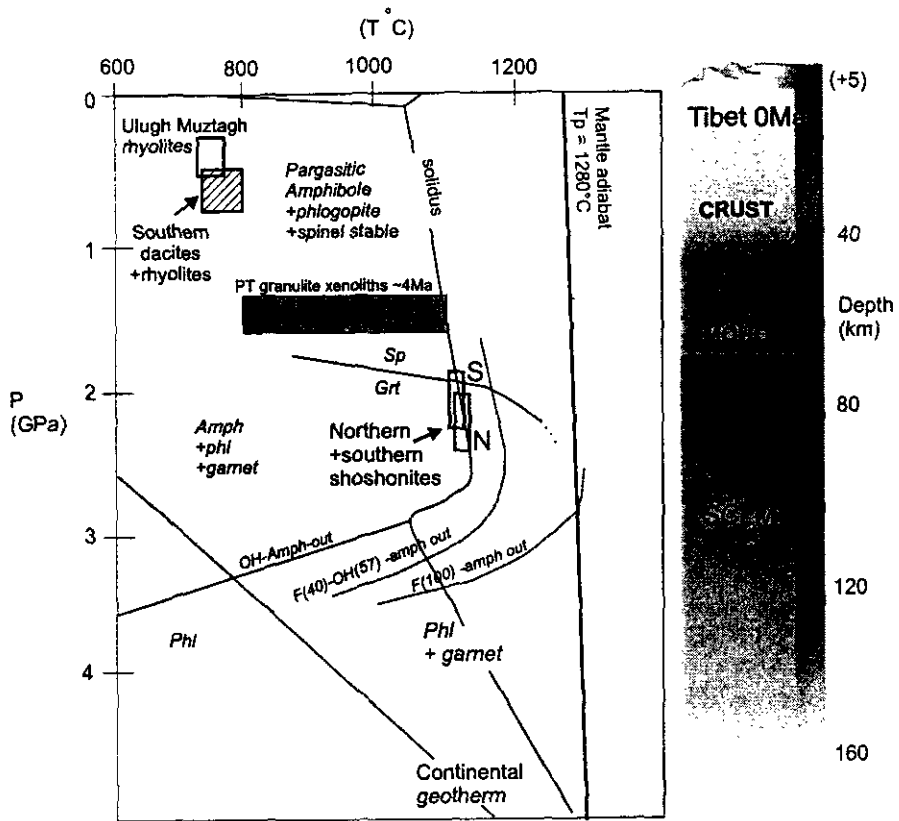 (T °C)
600 800 1000 1200
0
1
2
3
4
P
(GPa)
Ulugh Muztagh
rhyolites
Southern
dacites
+rhyolites
Pargasitic
Amphibole
+phlogopite
+spinel stable
solidus
Mantle adiabat
Tp = 1280°C
PT granulite xenoliths ~4Ma
Sp
Grt
S
N
Amph
+phl
+garnet
Northern
+southern
shoshonites
OH-Amph-out
F(40)-OH(57) -amph out
F(100) -amph out
Phl
Phl
+ garnet
Continental
geotherm
Tibet 0Ma
CRUST
(+5)
40
Depth
(km)
80
120
160